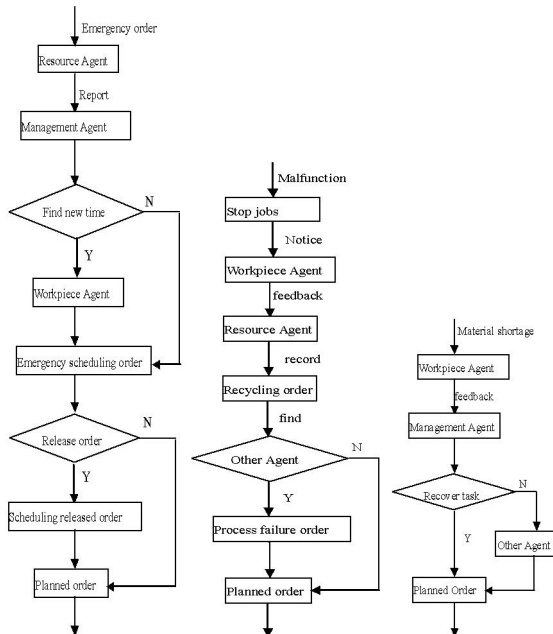 Emergency order
Resource Agent
Report
Management Agent
Find new time
N
Y
Workpiece Agent
Emergency scheduling order
N
Release order
Y
Scheduling released order
Planned order
Malfunction
Stop jobs
Notice
Workpiece Agent
feedback
Resource Agent
record
Recycling order
find
N
Other Agent
Y
Process failure order
Planned order
Material shortage
Workpiece Agent
feedback
Management Agent
N
Recover task
Y
Other Agent
Planned Order